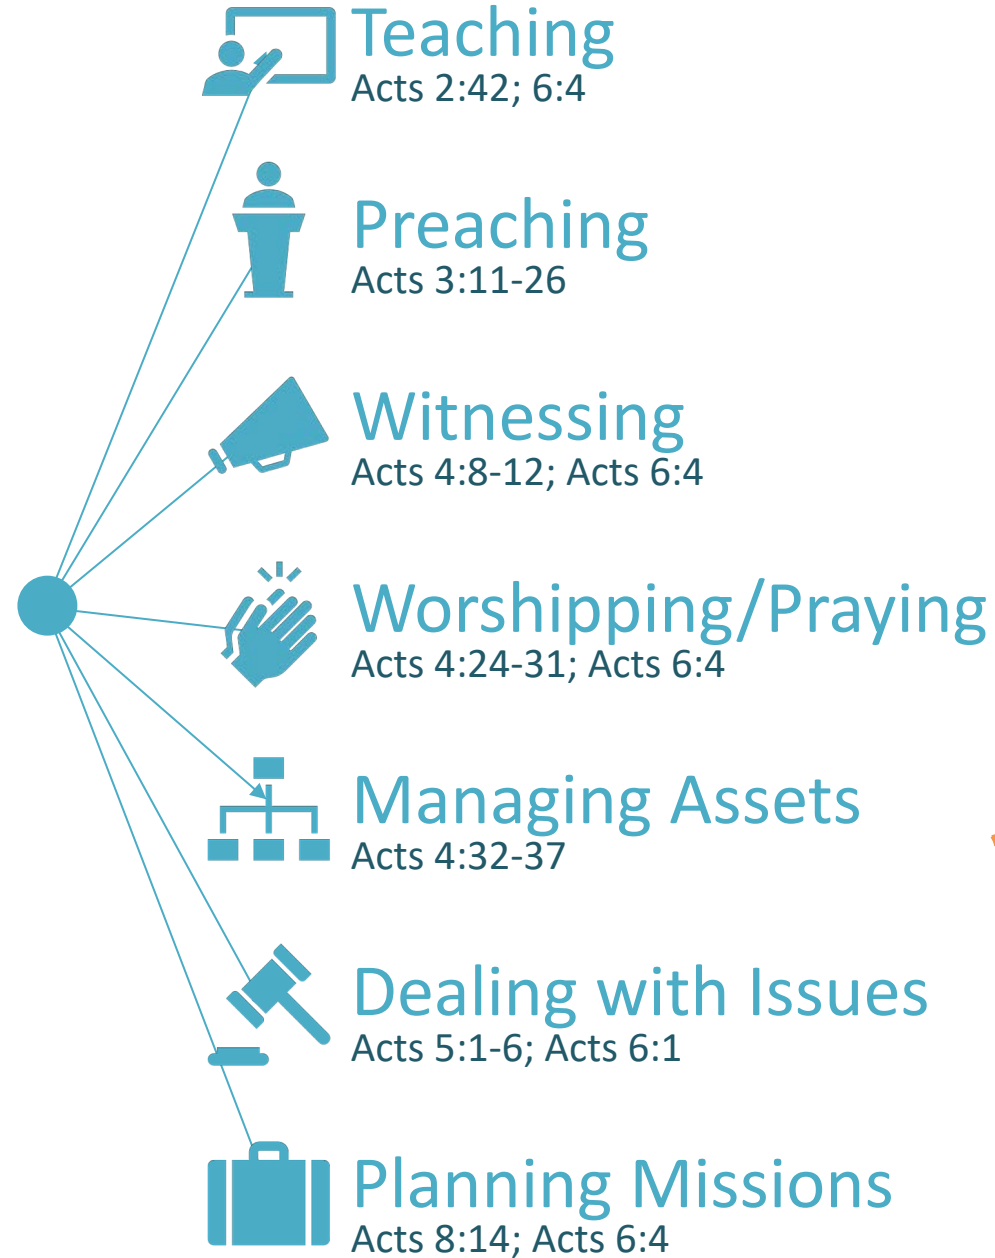 Teaching
Acts 2:42; 6:4
Preaching
Acts 3:11-26
Witnessing
Acts 4:8-12; Acts 6:4
Worshipping/Praying
Acts 4:24-31; Acts 6:4
Managing Assets
Acts 4:32-37
Dealing with Issues
Acts 5:1-6; Acts 6:1
Planning Missions
Acts 8:14; Acts 6:4